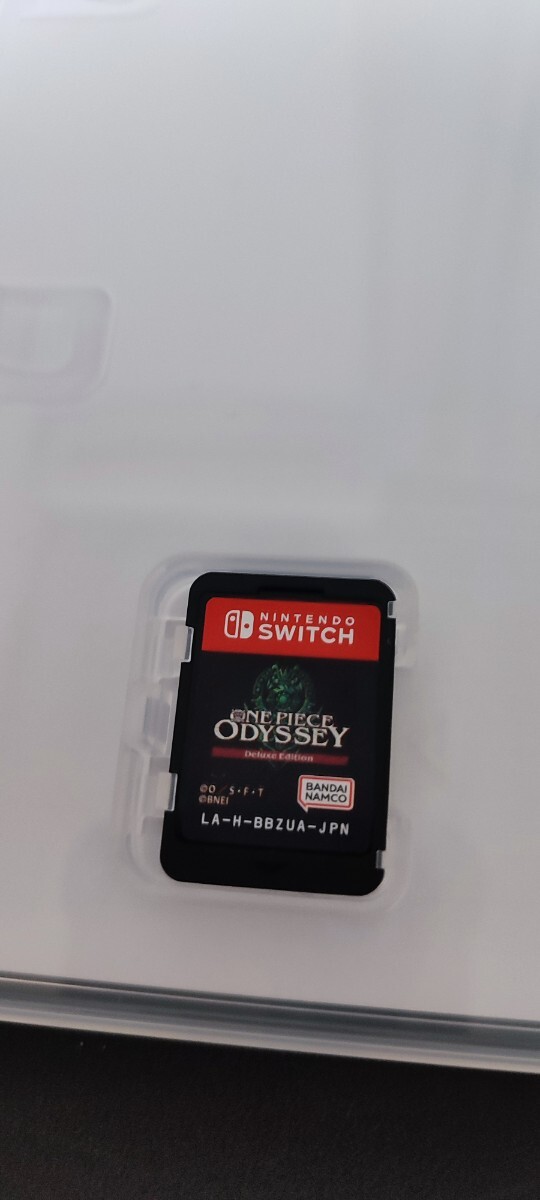 NINTENDO
SWITCH
ONE PIECE
ODYSSEY
Deluxe Edition
©O / S・F・T
©BNEI
BANDAI
NAMCO
LA-H-BBZUA-JPN